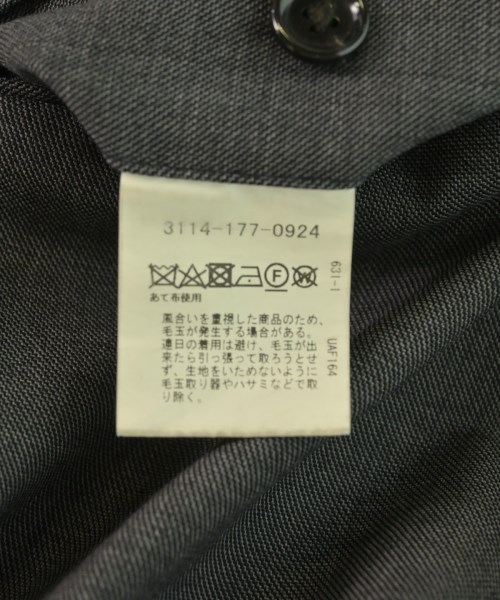 3114-177-0924
F W
あて布使用
風合いを重視した商品のため、
毛玉が発生する場合がある。
連日の着用は避け、毛玉が出
来たら引っ張って取ろうとせ
ず、生地をいためないように
毛玉取り器やハサミなどで取
り除く。
631-1
UAF164